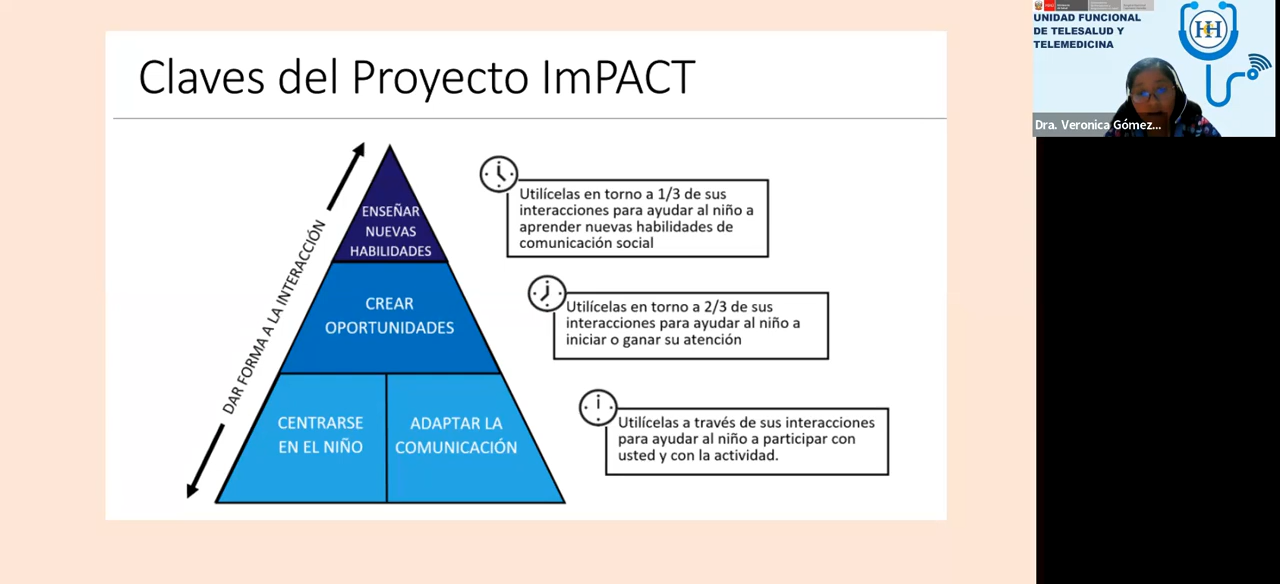 Claves del Proyecto ImPACT
DAR FORMA A LA INTERACCIÓN
ENSEÑAR
NUEVAS
HABILIDADES
Utilícelas en torno a 1/3 de sus
interacciones para ayudar al niño a
aprender nuevas habilidades de
comunicación social
CREAR
OPORTUNIDADES
Utilícelas en torno a 2/3 de sus
interacciones para ayudar al niño a
iniciar o ganar su atención
CENTRARSE
EN EL NIÑO
ADAPTAR LA
COMUNICACIÓN
Utilícelas a través de sus interacciones
para ayudar al niño a participar con
usted y con la actividad.
UNIDAD FUNCIONAL
DE TELESALUD Y
TELEMEDICINA
Dra. Veronica Gómez...